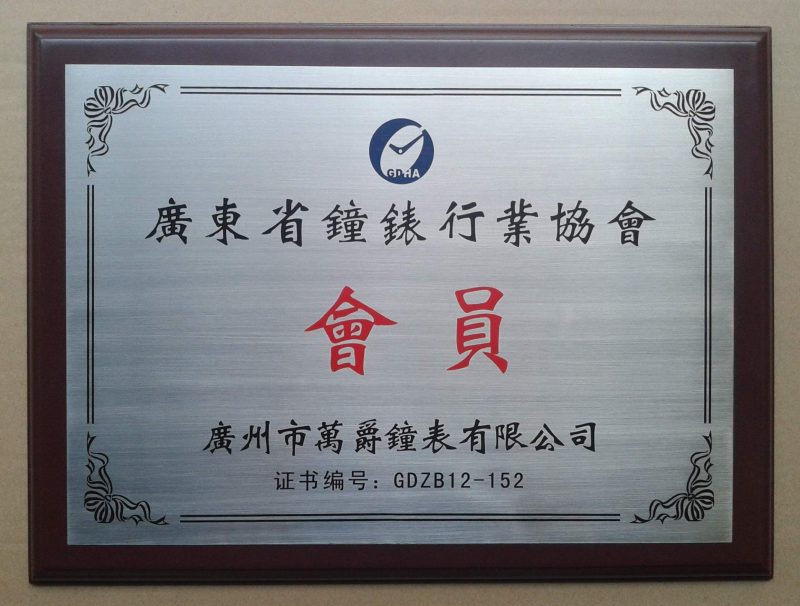 GDHA
廣東省鐘錶行業協會
會員
廣州市萬爵鐘表有限公司
证书编号：GDZB12-152